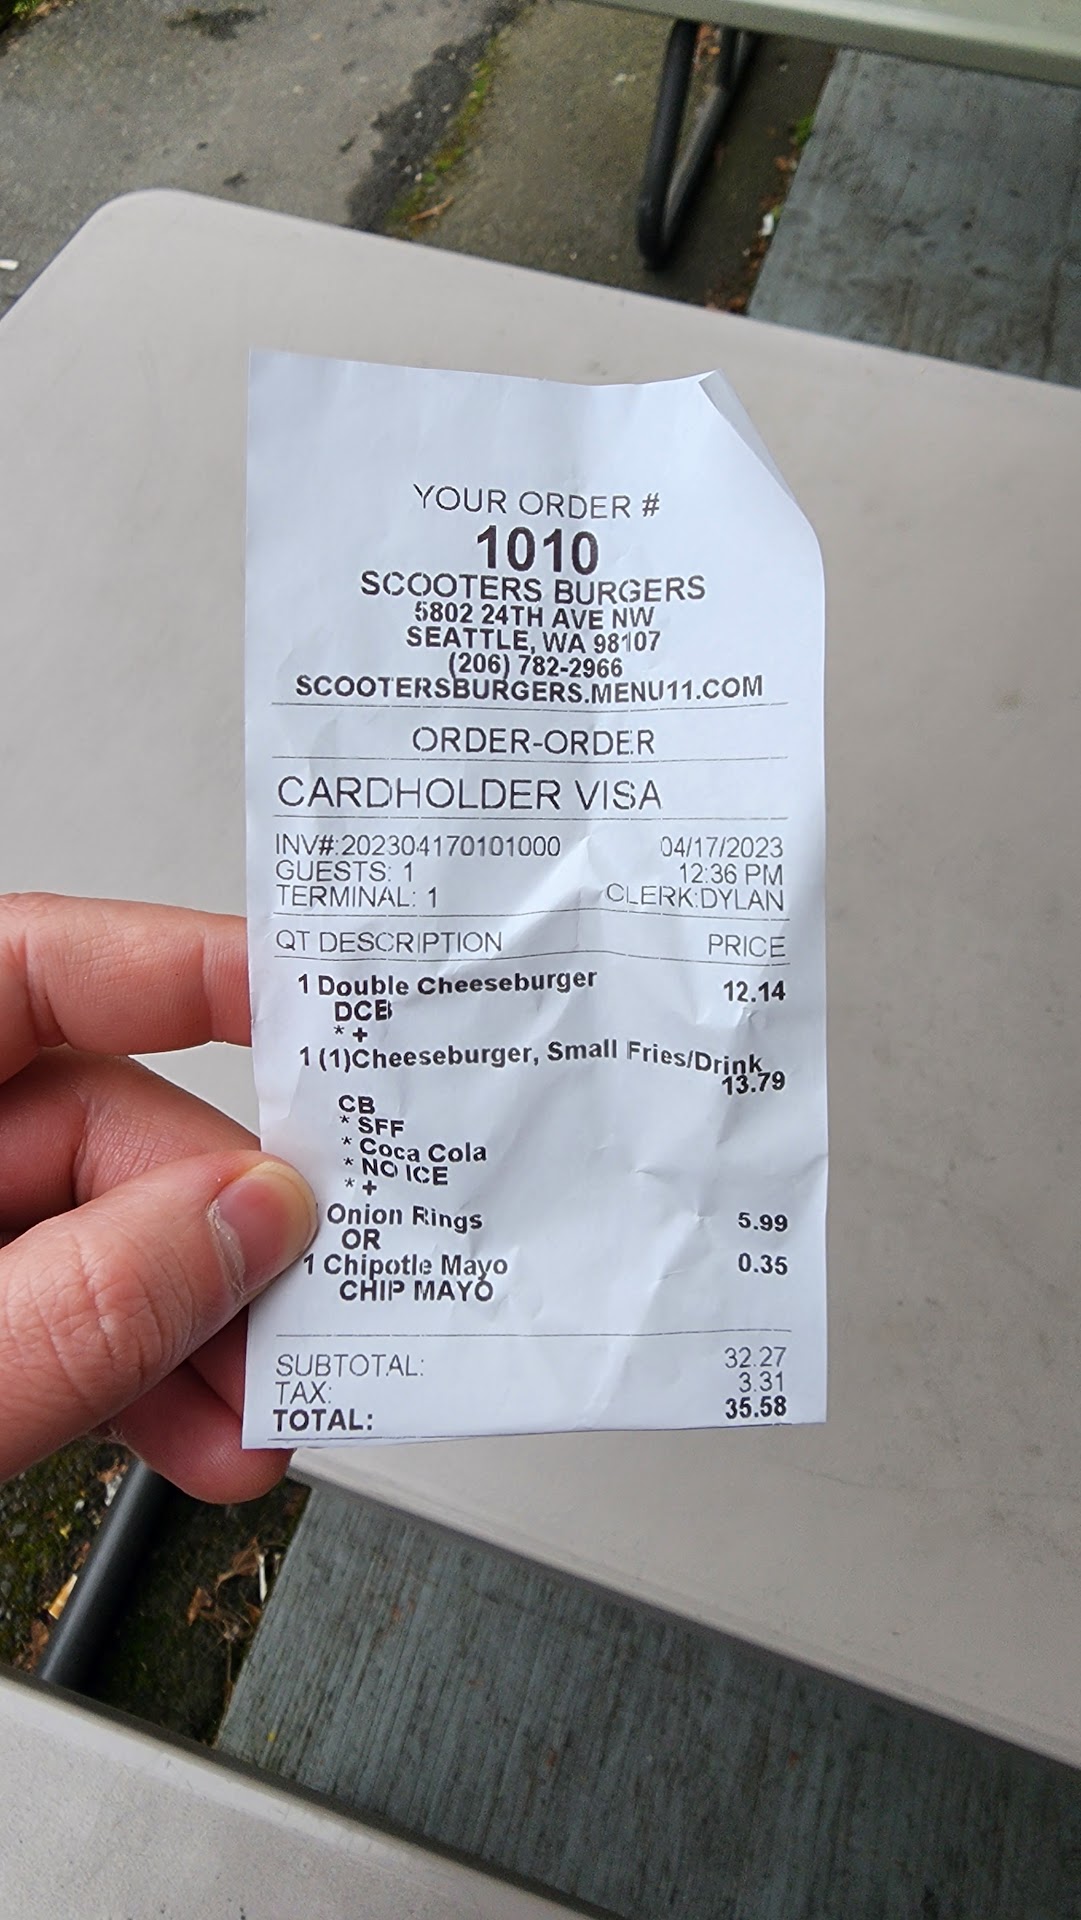 YOUR ORDER #
1010
SCOOTERS BURGERS
5802 24TH AVE NW
SEATTLE, WA 98107
(206) 782-2966
SCOOTERSBURGERS.MENU11.COM
ORDER-ORDER
CARDHOLDER VISA
INV#:202304170101000 04/17/2023
GUESTS: 1 12:36 PM
TERMINAL: 1 CLERK:DYLAN
QT DESCRIPTION PRICE
1 Double Cheeseburger 12.14
DCB
* +
1 (1)Cheeseburger, Small Fries/Drink
13.79
CB
* SFF
* Coca Cola
* NO ICE
* +
Onion Rings 5.99
OR
1 Chipotle Mayo 0.35
CHIP MAYO
SUBTOTAL: 32.27
TAX: 3.31
TOTAL: 35.58